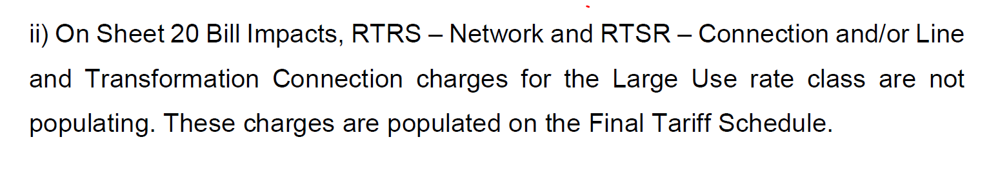 ii) On Sheet 20 Bill Impacts, RTRS – Network and RTSR – Connection and/or Line
and Transformation Connection charges for the Large Use rate class are not
populating. These charges are populated on the Final Tariff Schedule.